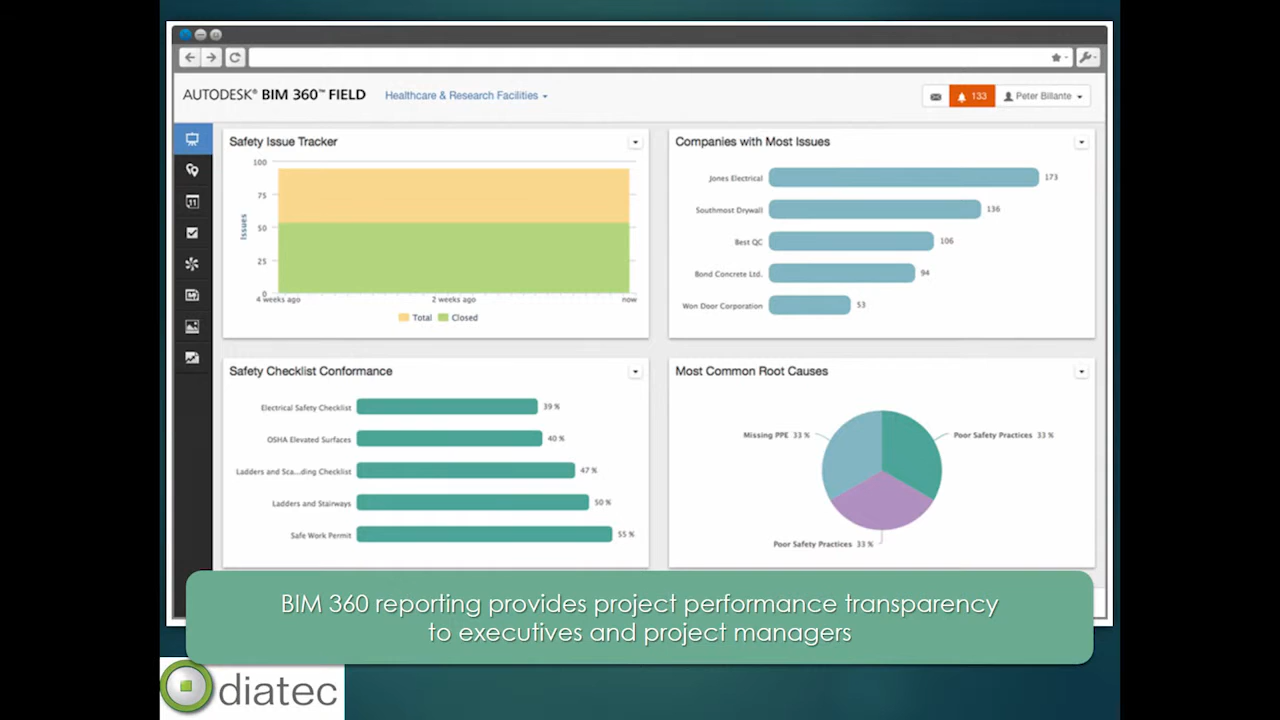 AUTODESK® BIM 360™ FIELD
Healthcare & Research Facilities
133
Peter Billante
11
Safety Issue Tracker
100
75
50
25
0
Issues
4 weeks ago
2 weeks ago
now
Total
Closed
Companies with Most Issues
Jones Electrical 173
Southmost Drywall 136
Best QC 106
Bond Concrete Ltd. 94
Won Door Corporation 53
Safety Checklist Conformance
Electrical Safety Checklist 39 %
OSHA Elevated Surfaces 40 %
Ladders and Sca...ding Checklist 47 %
Ladders and Stairways 50 %
Safe Work Permit 55 %
Most Common Root Causes
Missing PPE 33 %
Poor Safety Practices 33 %
Poor Safety Practices 33 %
BIM 360 reporting provides project performance transparency
to executives and project managers
diatec